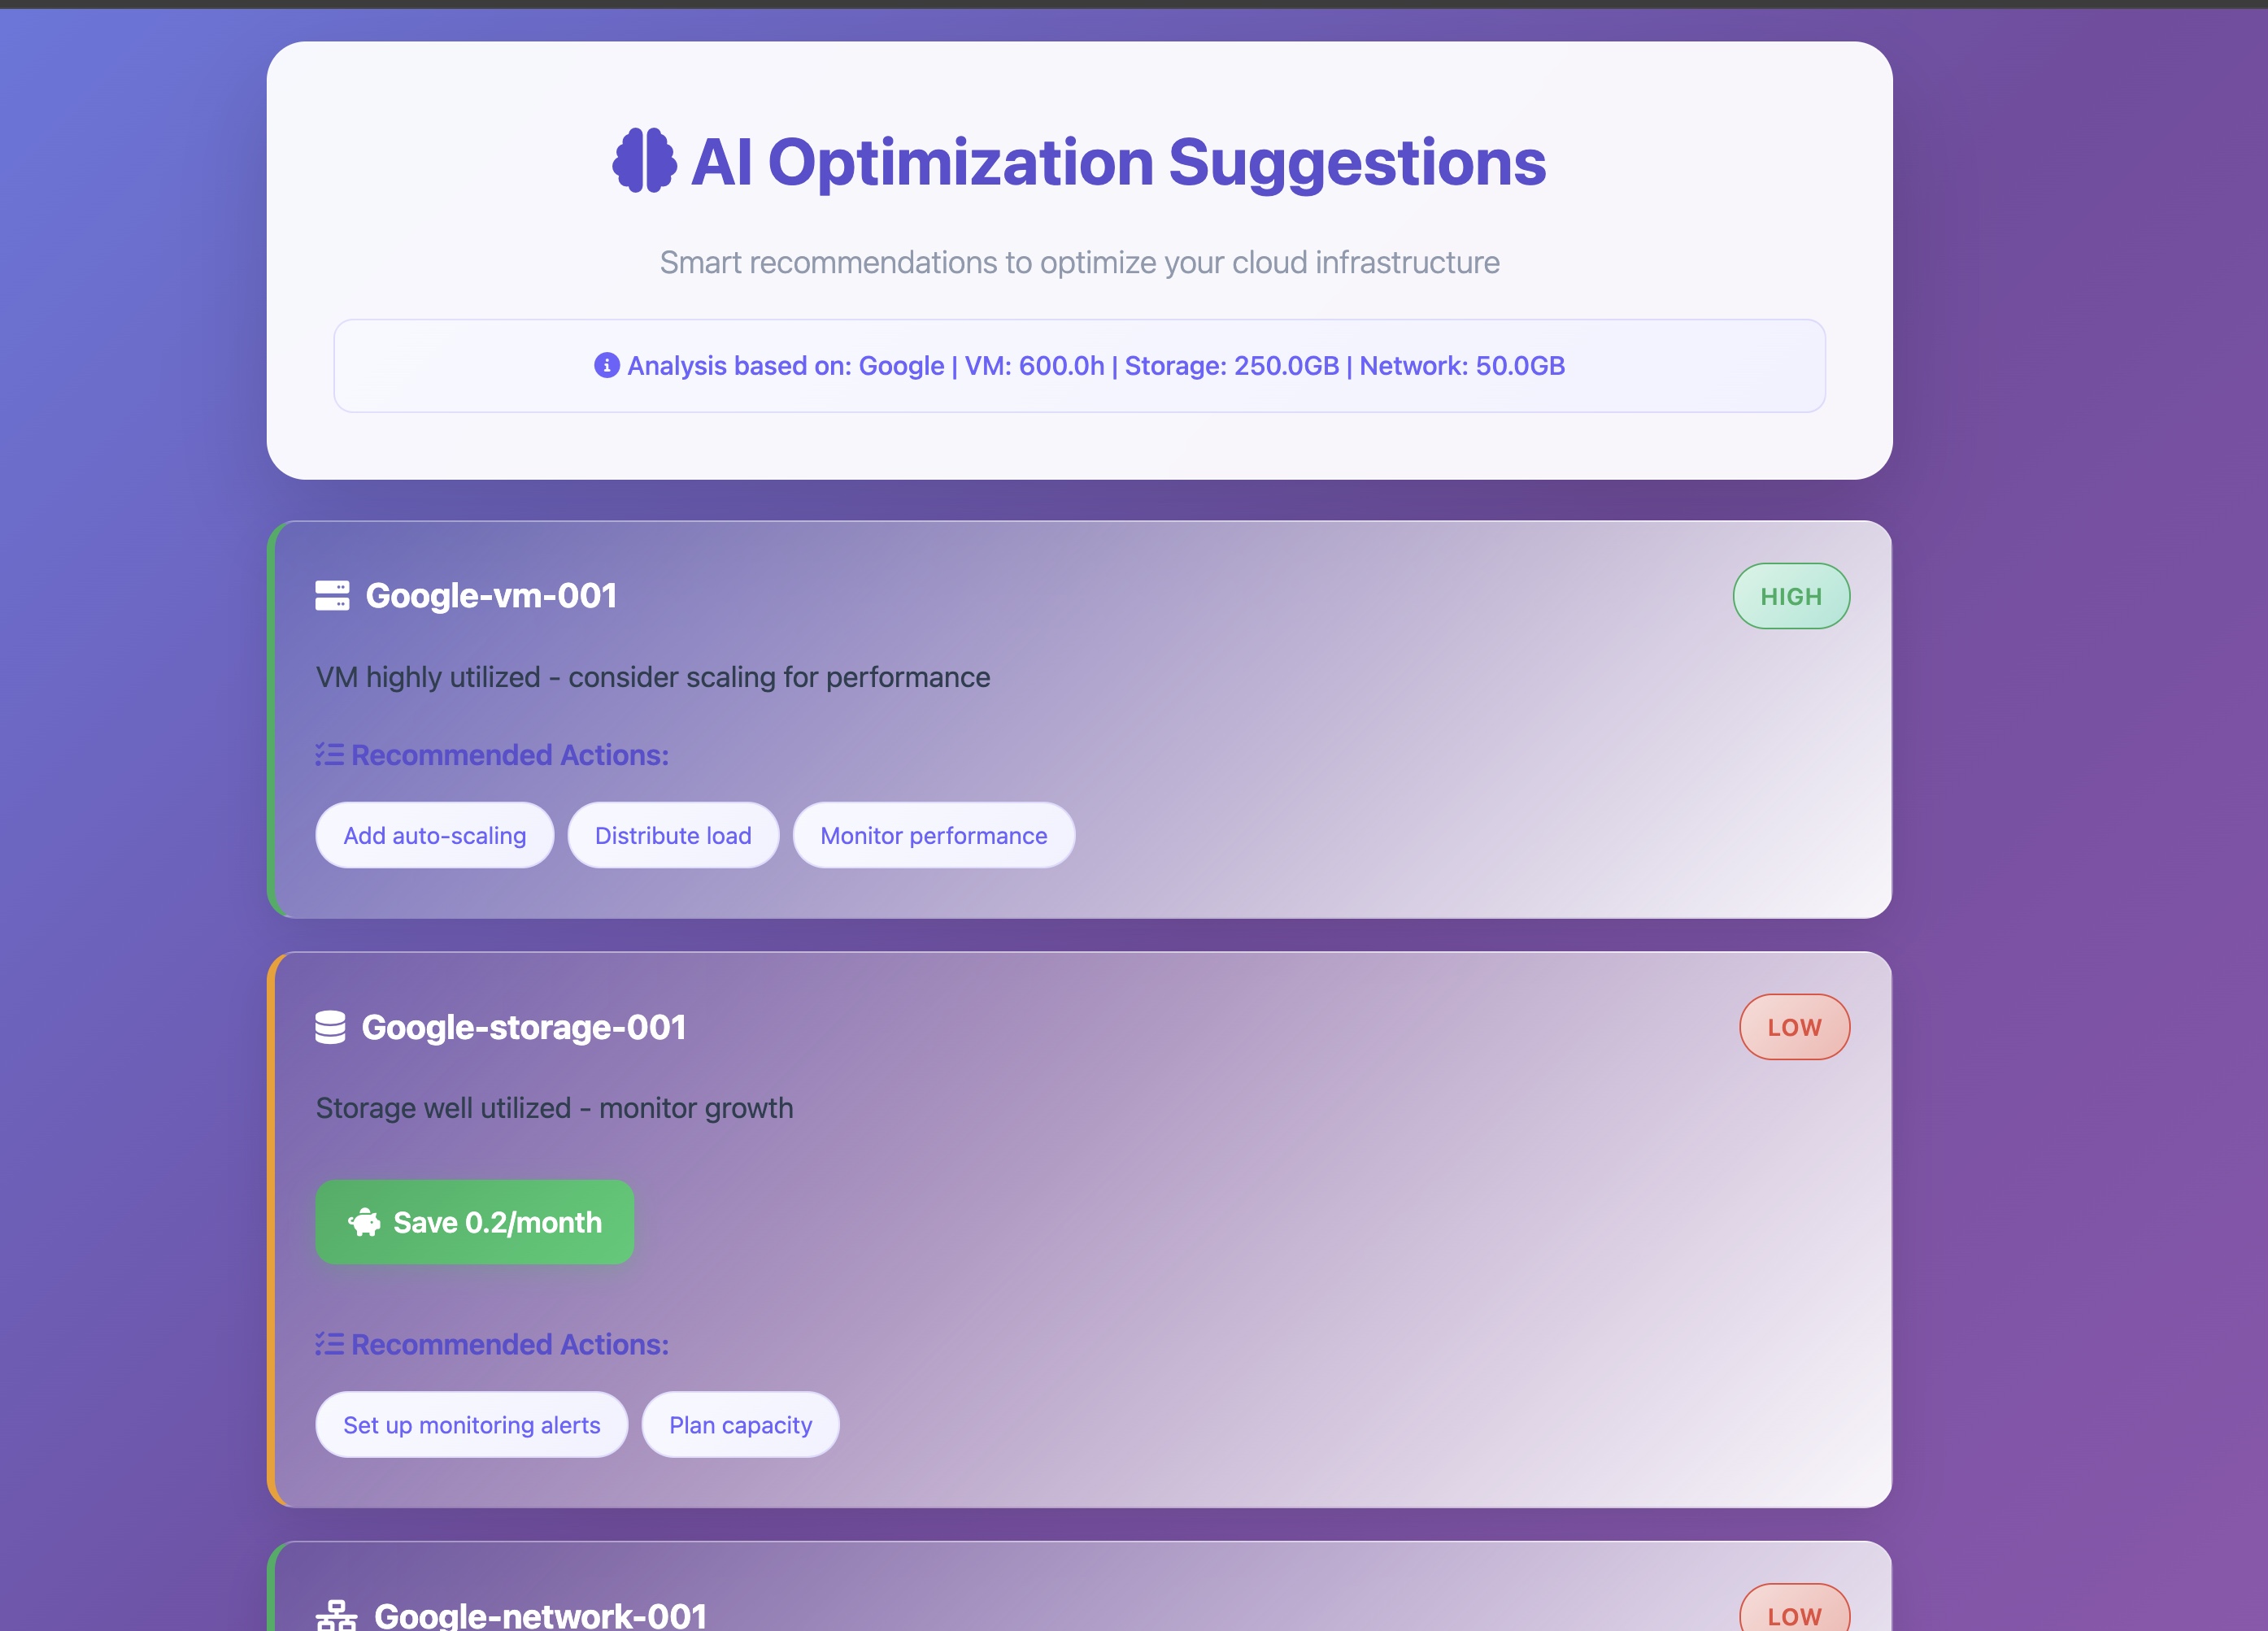 AI Optimization Suggestions
Smart recommendations to optimize your cloud infrastructure
Analysis based on: Google | VM: 600.0h | Storage: 250.0GB | Network: 50.0GB
Google-vm-001
HIGH
VM highly utilized - consider scaling for performance
Recommended Actions:
Add auto-scaling
Distribute load
Monitor performance
Google-storage-001
LOW
Storage well utilized - monitor growth
Save 0.2/month
Recommended Actions:
Set up monitoring alerts
Plan capacity
Google-network-001
LOW